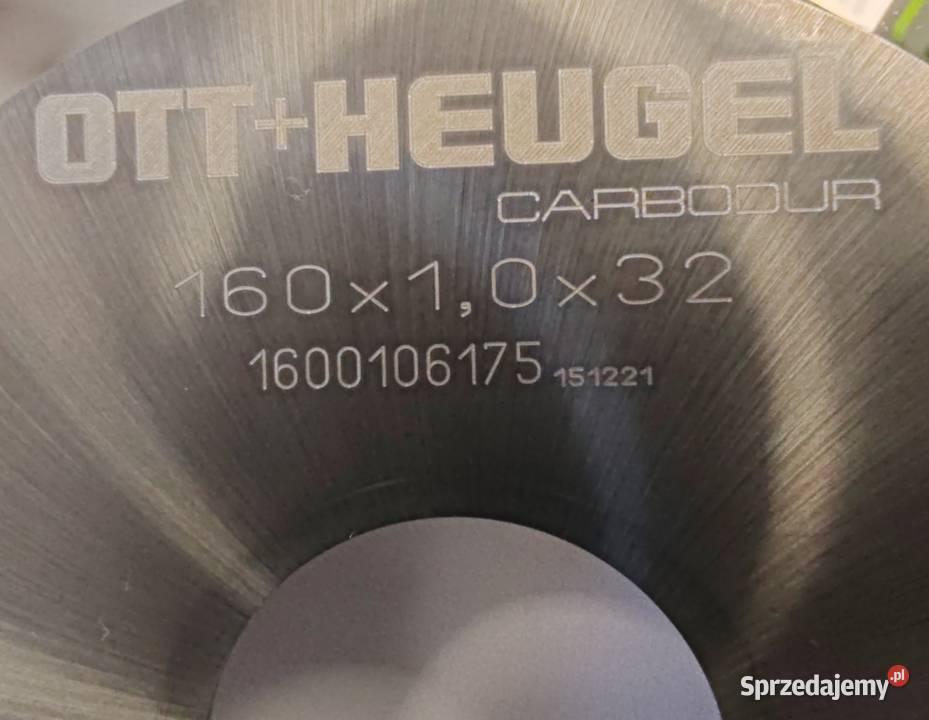 OTT+HEUGEL
CARBODUR
160x1,0x32
1600106175 151221
Sprzedajemy.pl